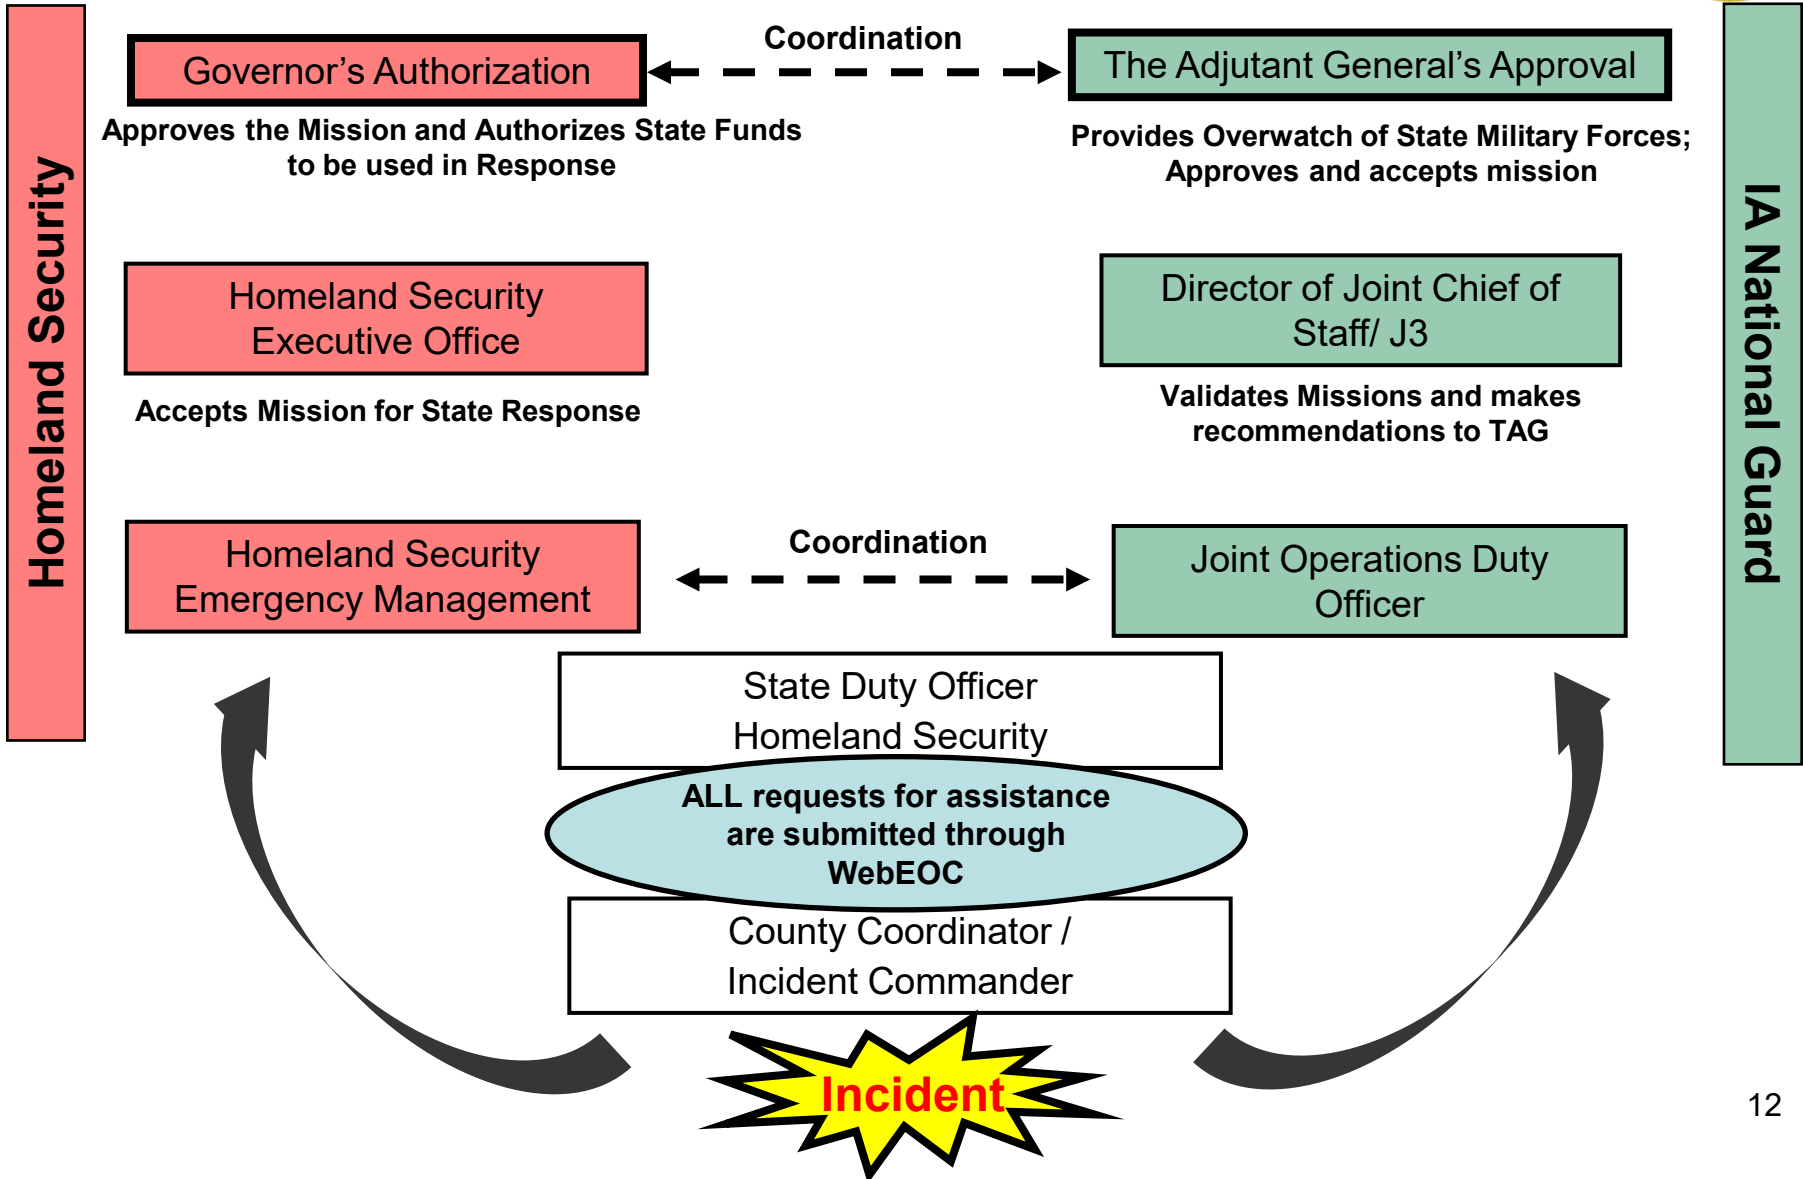 Homeland Security
Governor's Authorization
Coordination
The Adjutant General's Approval
Approves the Mission and Authorizes State Funds
to be used in Response
Provides Overwatch of State Military Forces;
Approves and accepts mission
IA National Guard
Homeland Security
Executive Office
Director of Joint Chief of
Staff/ J3
Accepts Mission for State Response
Validates Missions and makes
recommendations to TAG
Homeland Security
Emergency Management
Coordination
Joint Operations Duty
Officer
State Duty Officer
Homeland Security
ALL requests for assistance
are submitted through
WebEOC
County Coordinator /
Incident Commander
Incident
12